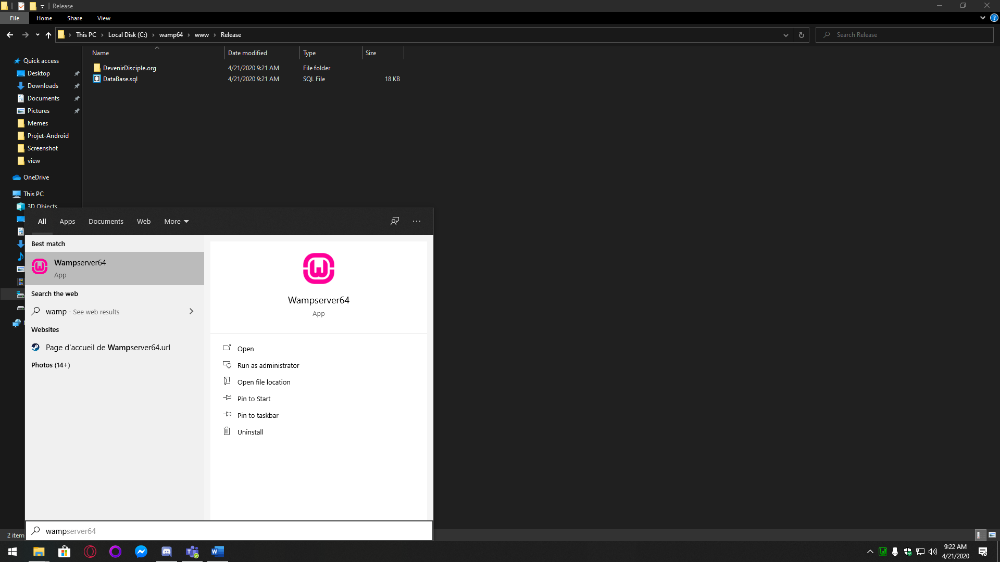 Release
File Home Share View
This PC Local Disk (C:) wamp64 www Release
Search Release
Name Date modified Type Size
DevenirDisciple.org 4/21/2020 9:21 AM File folder
DataBase.sql 4/21/2020 9:21 AM SQL File 18 KB
Quick access
Desktop
Downloads
Documents
Pictures
Memes
Projet-Android
Screenshot
view
OneDrive
This PC
3D Objects
All Apps Documents Web More
Best match
Wampserver64
App
Search the web
wamp - See web results
Websites
Page d'accueil de Wampserver64.url
Photos (14+)
Wampserver64
App
Open
Run as administrator
Open file location
Pin to Start
Pin to taskbar
Uninstall
wampserver64
2 item
9:22 AM
4/21/2020